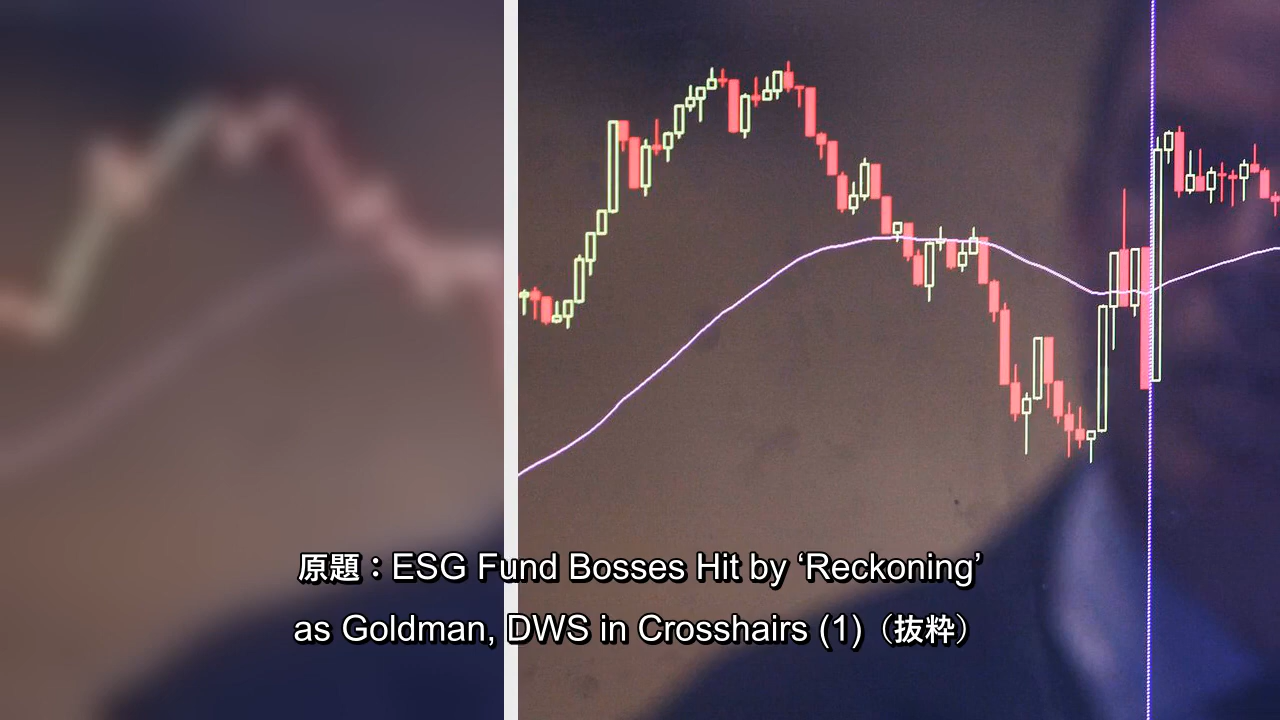 原題：ESG Fund Bosses Hit by ‘Reckoning’
as Goldman, DWS in Crosshairs (1)（抜粋）